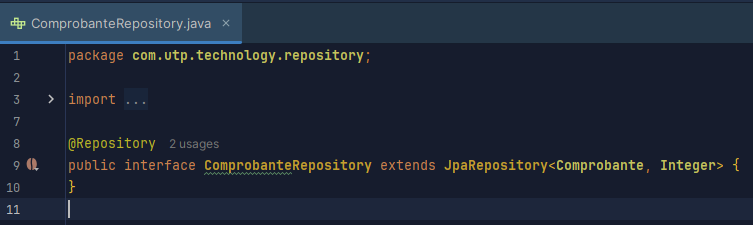 ComprobanteRepository.java ×
1 package com.utp.technology.repository;
2
3 > import ...
7
8 @Repository 2 usages
9 public interface ComprobanteRepository extends JpaRepository<Comprobante, Integer> {
10 }
11